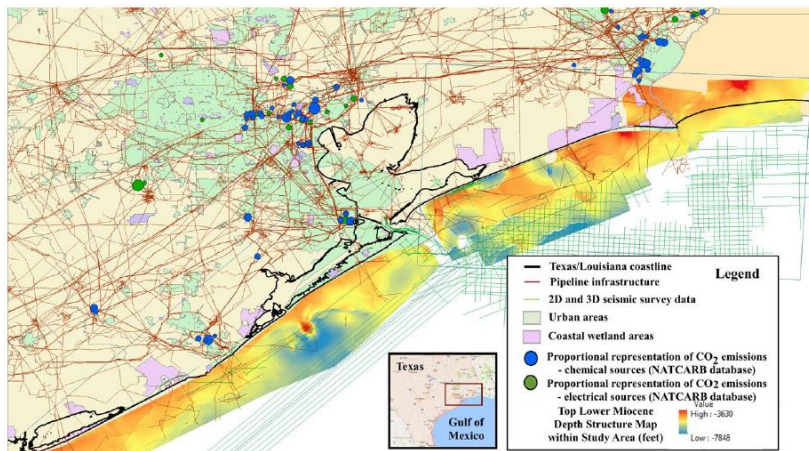 Legend
Texas/Louisiana coastline
Pipeline infrastructure
2D and 3D seismic survey data
Urban areas
Coastal wetland areas
Proportional representation of CO2 emissions
- chemical sources (NATCARB database)
Proportional representation of CO2 emissions
- electrical sources (NATCARB database)
Top Lower Miocene
Depth Structure Map
within Study Area (feet)
Value
High : -3630
Low : -7848
Texas
Gulf of
Mexico